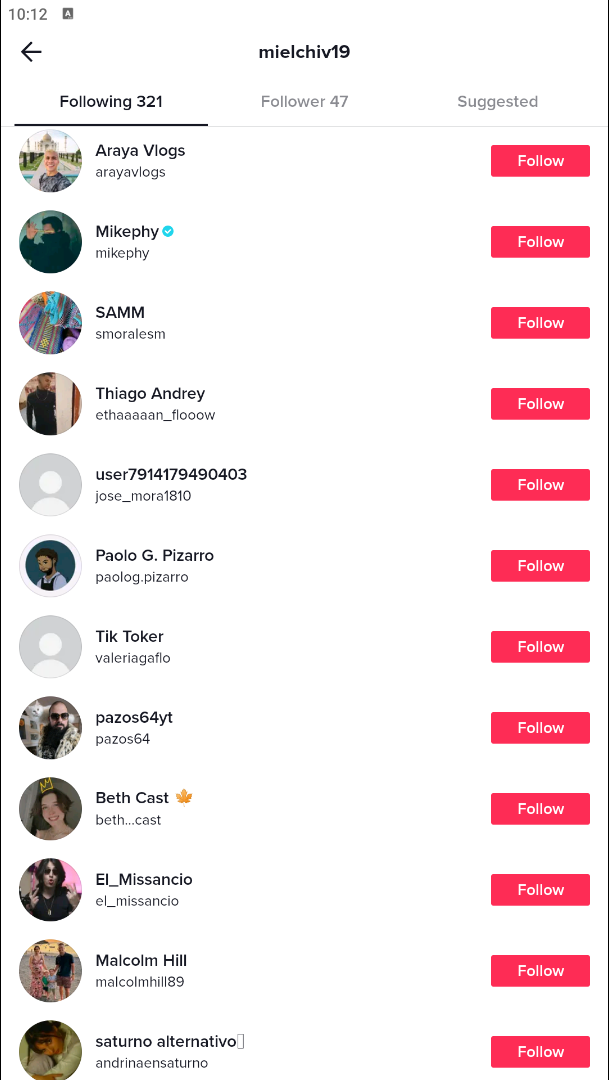 10:12 A
mielchiv19
Following 321 Follower 47 Suggested
Araya Vlogs
arayavlogs
Follow
Mikephy
mikephy
Follow
SAMM
smoralesm
Follow
Thiago Andrey
ethaaaaan_flooow
Follow
user7914179490403
jose_mora1810
Follow
Paolo G. Pizarro
paolog.pizarro
Follow
Tik Toker
valeriagaflo
Follow
pazos64yt
pazos64
Follow
Beth Cast 🍁
beth...cast
Follow
El_Missancio
el_missancio
Follow
Malcolm Hill
malcolmhill89
Follow
saturno alternativo
andrinaensaturno
Follow